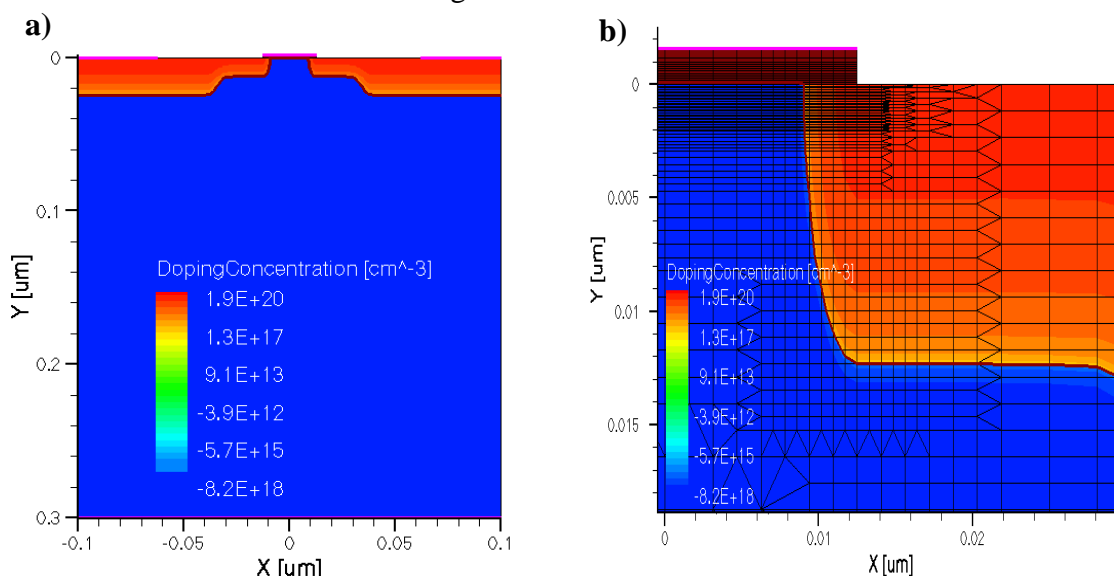 a)
0
0.1
0.2
0.3
Y [um]
DopingConcentration [cm^-3]
1.9E+20
1.3E+17
9.1E+13
-3.9E+12
-5.7E+15
-8.2E+18
-0.1
-0.05
0
0.05
0.1
X [um]
b)
0
0.005
0.01
0.015
Y [um]
DopingConcentration [cm^-3]
1.9E+20
1.3E+17
9.1E+13
-3.9E+12
-5.7E+15
-8.2E+18
0
0.01
0.02
X [um]